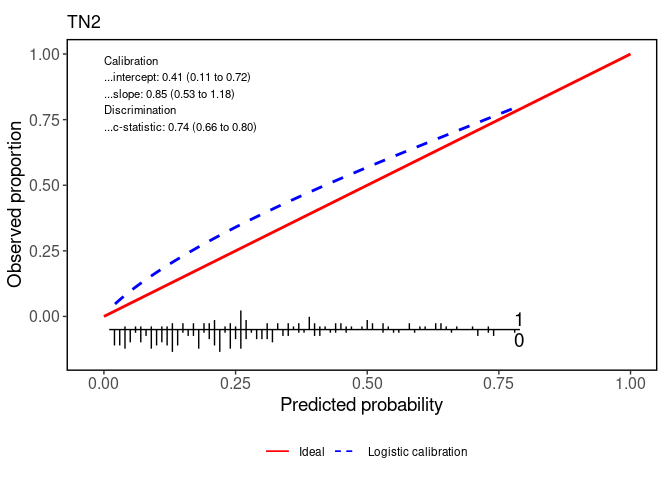 TN2
Calibration
...intercept: 0.41 (0.11 to 0.72)
...slope: 0.85 (0.53 to 1.18)
Discrimination
...c-statistic: 0.74 (0.66 to 0.80)
Observed proportion
1.00
0.75
0.50
0.25
0.00
1
0
0.00 0.25 0.50 0.75 1.00
Predicted probability
Ideal Logistic calibration